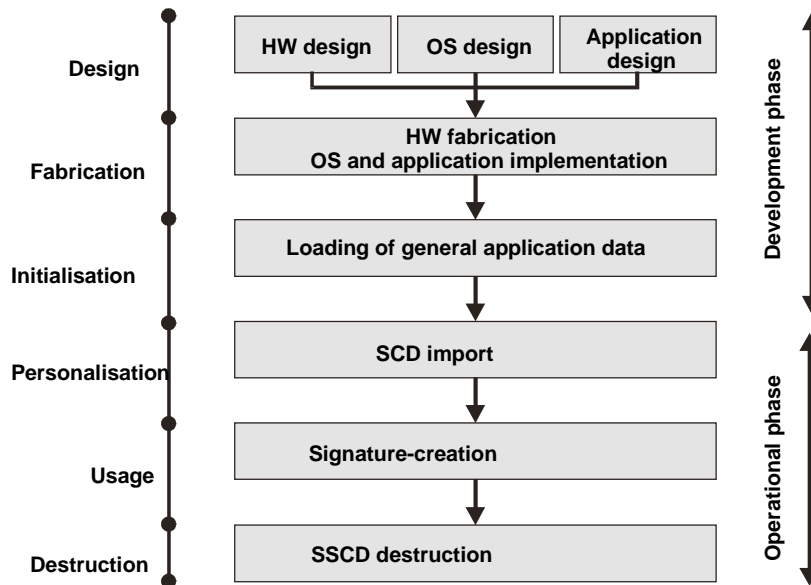 Design
HW design
OS design
Application
design
Fabrication
HW fabrication
OS and application implementation
Initialisation
Loading of general application data
Development phase
Personalisation
SCD import
Usage
Signature-creation
Destruction
SSCD destruction
Operational phase